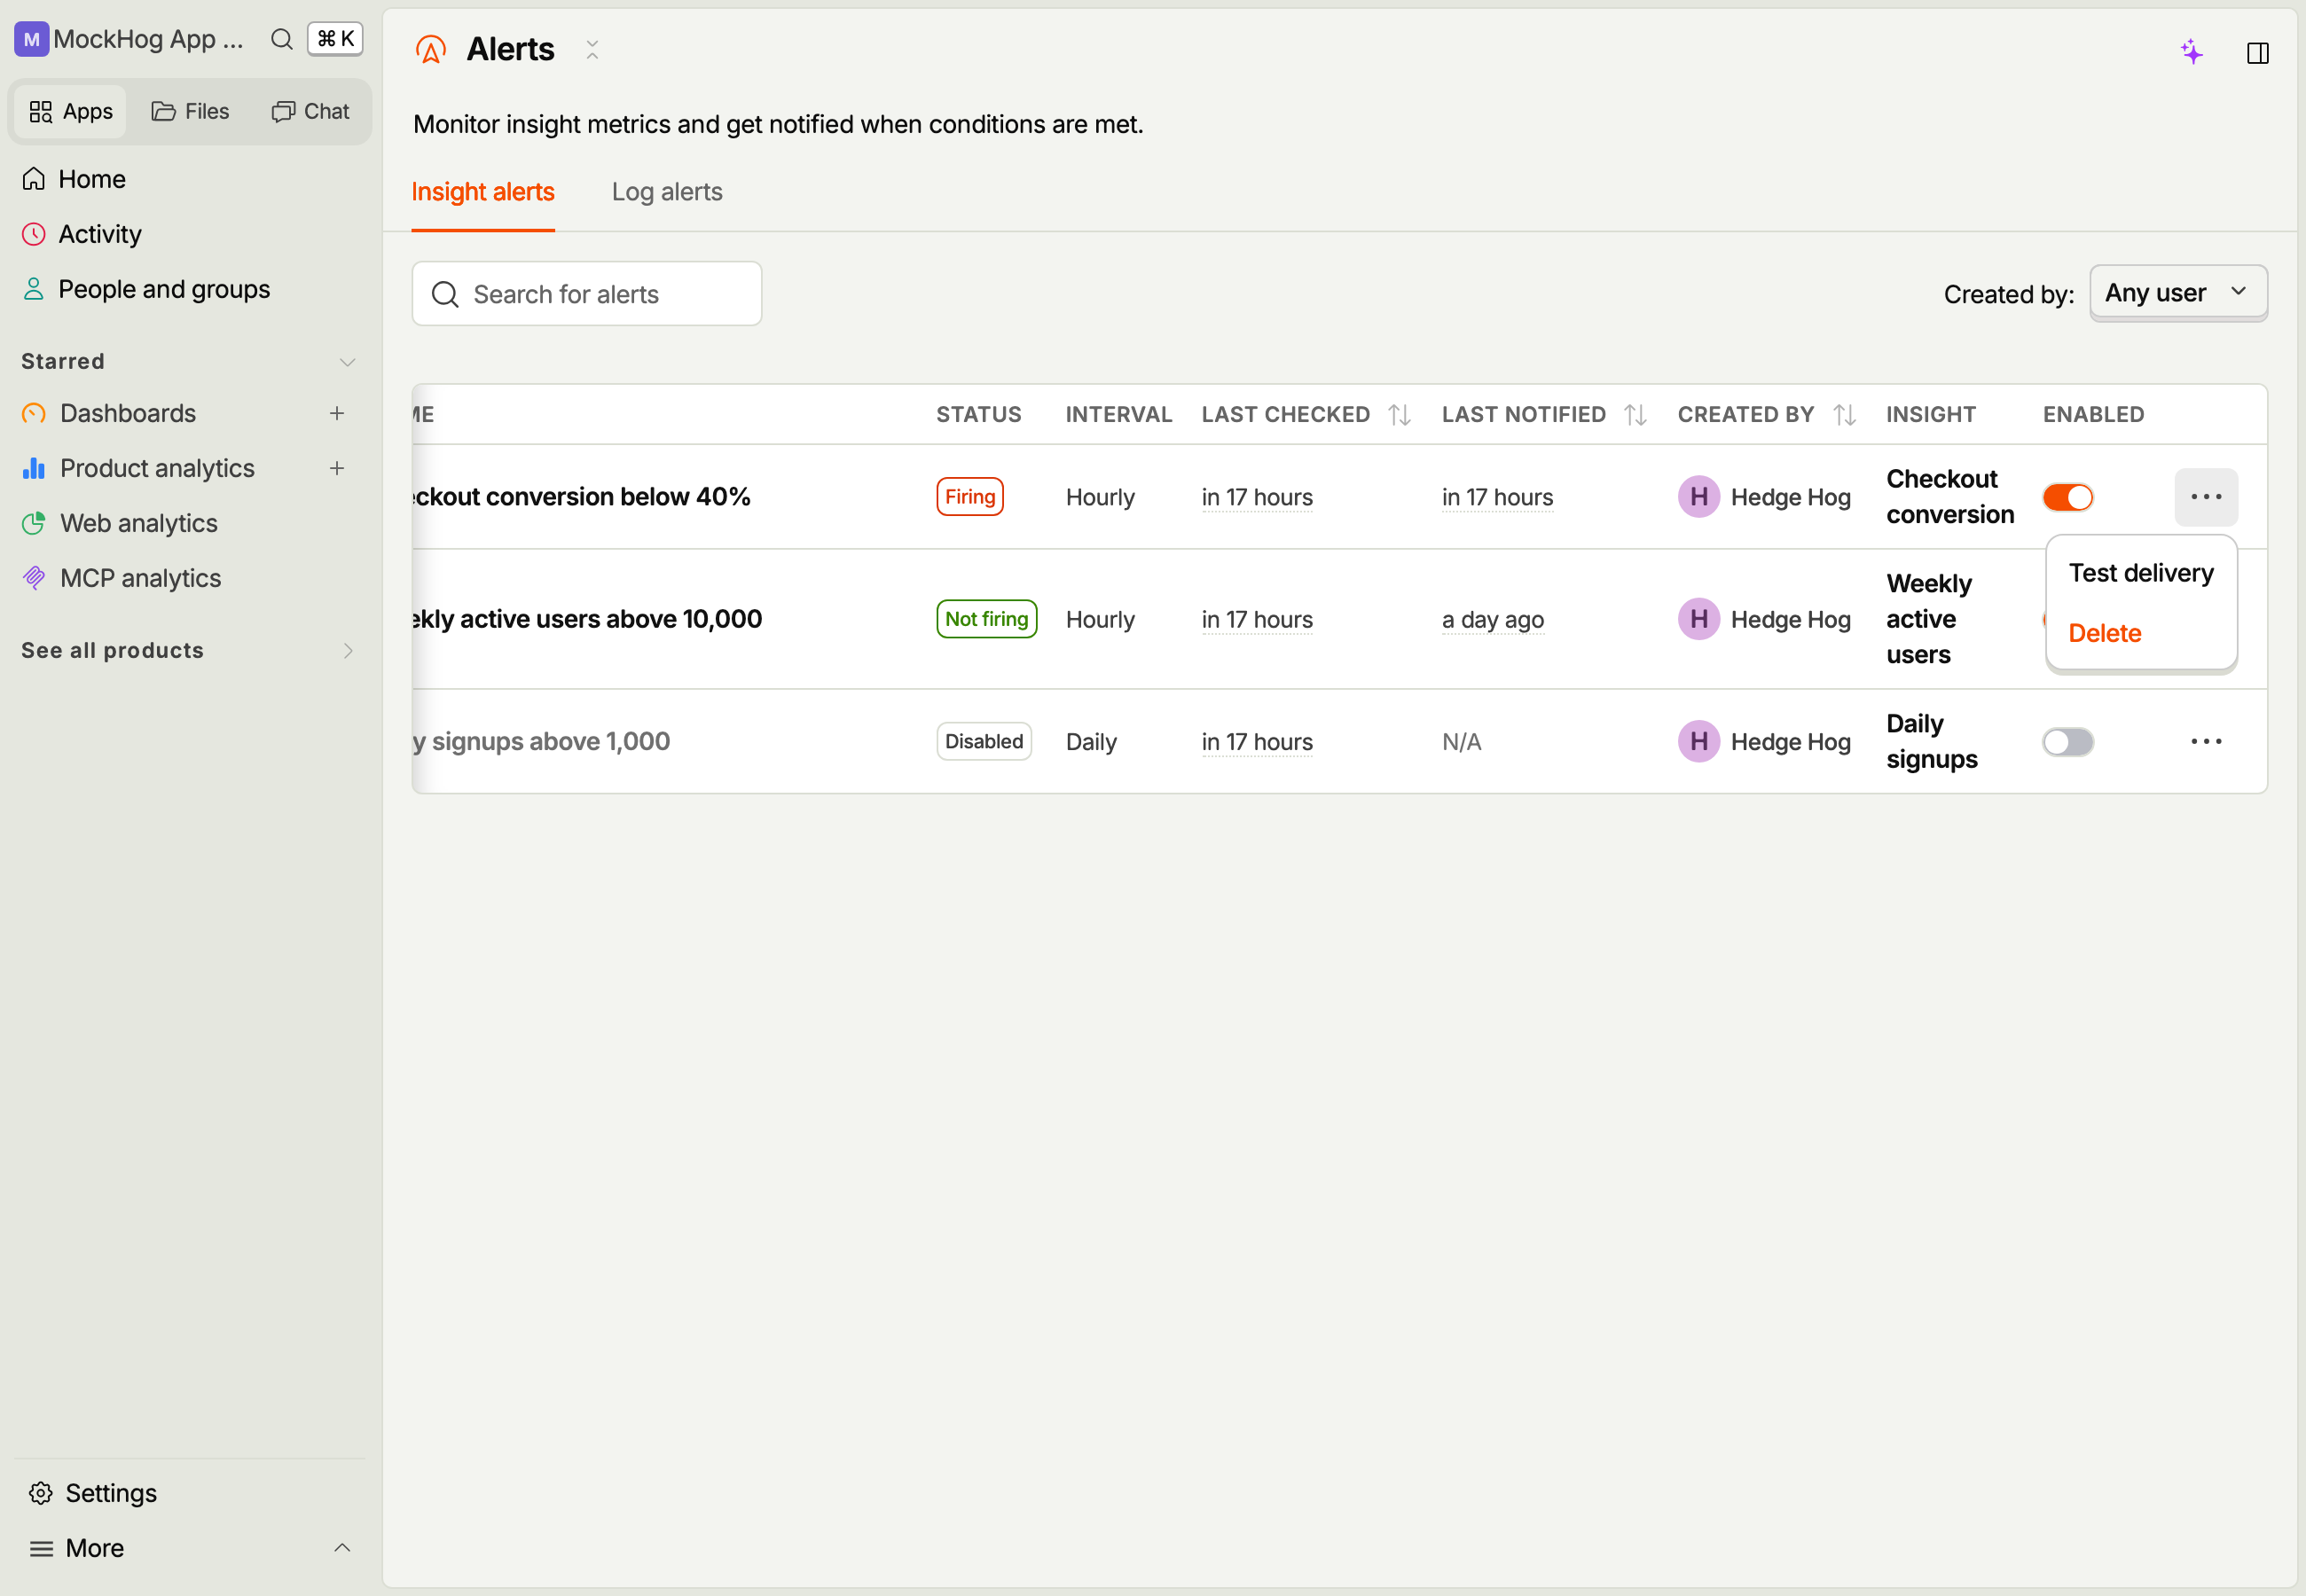 M MockHog App ... ⌘ K
Apps Files Chat
Home
Activity
People and groups
Starred
Dashboards
Product analytics
Web analytics
MCP analytics
See all products
Settings
More
Alerts
Monitor insight metrics and get notified when conditions are met.
Insight alerts Log alerts
Search for alerts
Created by: Any user
ME STATUS INTERVAL LAST CHECKED LAST NOTIFIED CREATED BY INSIGHT ENABLED
eckout conversion below 40% Firing Hourly in 17 hours in 17 hours H Hedge Hog Checkout
conversion
Test delivery
Delete
ekly active users above 10,000 Not firing Hourly in 17 hours a day ago H Hedge Hog Weekly
active
users
y signups above 1,000 Disabled Daily in 17 hours N/A H Hedge Hog Daily
signups